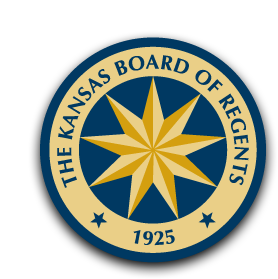 THE KANSAS BOARD OF REGENTS
1925